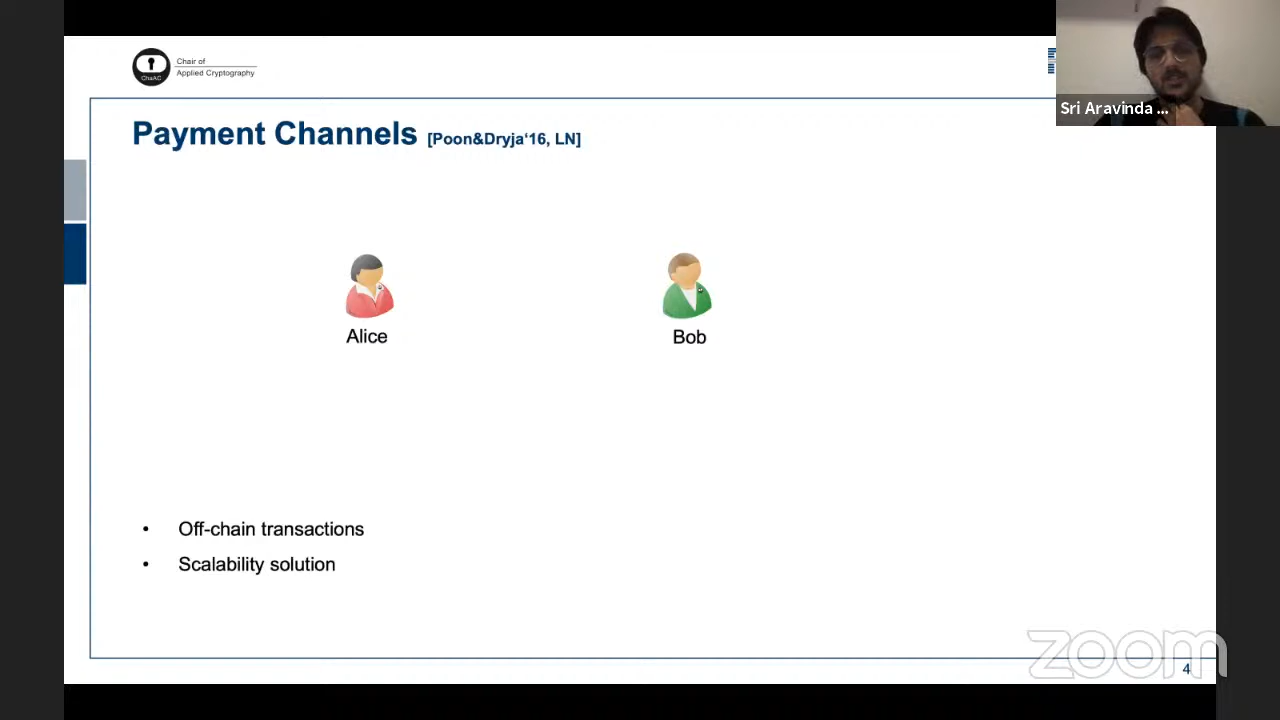 Chair of
Applied Cryptography
ChaAC
Sri Aravinda ...
Payment Channels [Poon&Dryja‘16, LN]
Alice
Bob
• Off-chain transactions
• Scalability solution
zoom
4